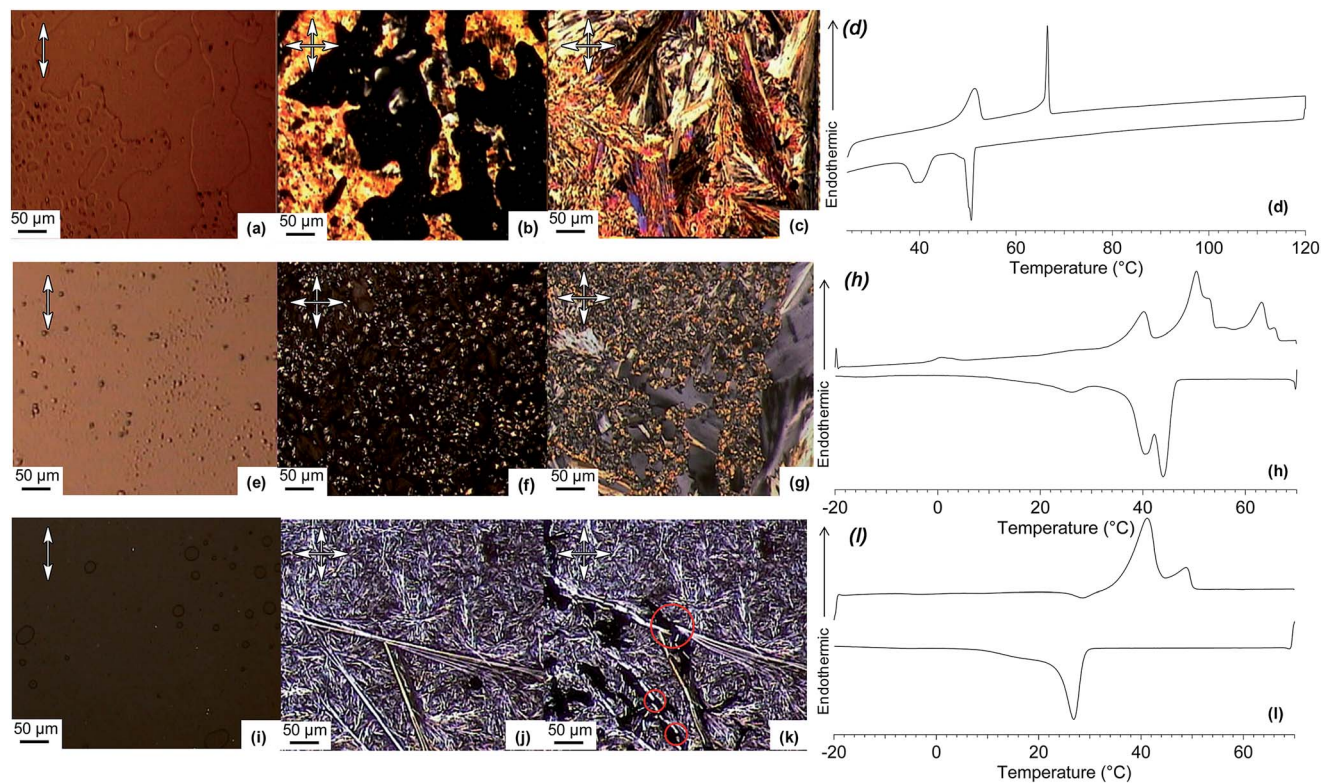 50 µm
(a)
50 µm
(b)
50 µm
(c)
(d)
Endothermic
40 60 80 100 120
Temperature (°C)
(d)
50 µm
(e)
50 µm
(f)
50 µm
(g)
(h)
Endothermic
-20 0 20 40 60
Temperature (°C)
(h)
50 µm
(i)
50 µm
(j)
50 µm
(k)
(l)
Endothermic
-20 0 20 40 60
Temperature (°C)
(l)